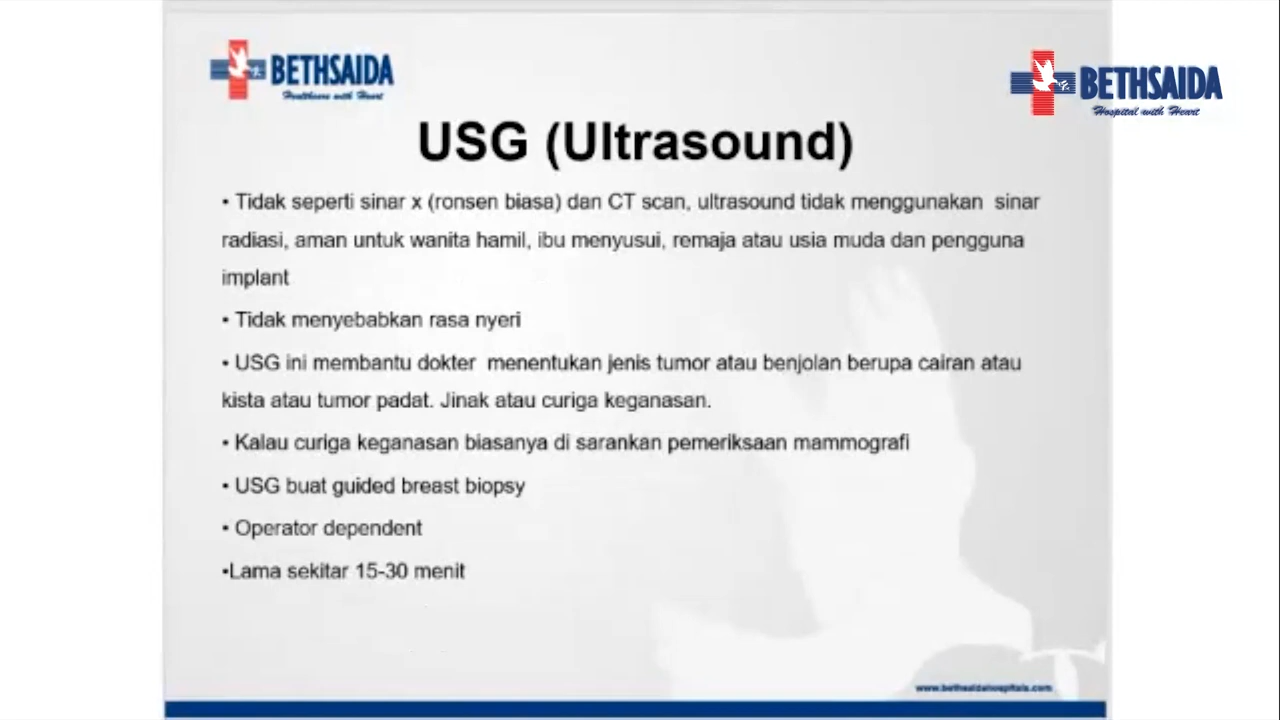 BETHSAIDA
Healthcare with Heart
BETHSAIDA
Hospital with Heart
USG (Ultrasound)
• Tidak seperti sinar x (ronsen biasa) dan CT scan, ultrasound tidak menggunakan sinar
radiasi, aman untuk wanita hamil, ibu menyusui, remaja atau usia muda dan pengguna
implant
• Tidak menyebabkan rasa nyeri
• USG ini membantu dokter menentukan jenis tumor atau benjolan berupa cairan atau
kista atau tumor padat. Jinak atau curiga keganasan.
• Kalau curiga keganasan biasanya di sarankan pemeriksaan mammografi
• USG buat guided breast biopsy
• Operator dependent
•Lama sekitar 15-30 menit
www.bethsaidahospitals.com